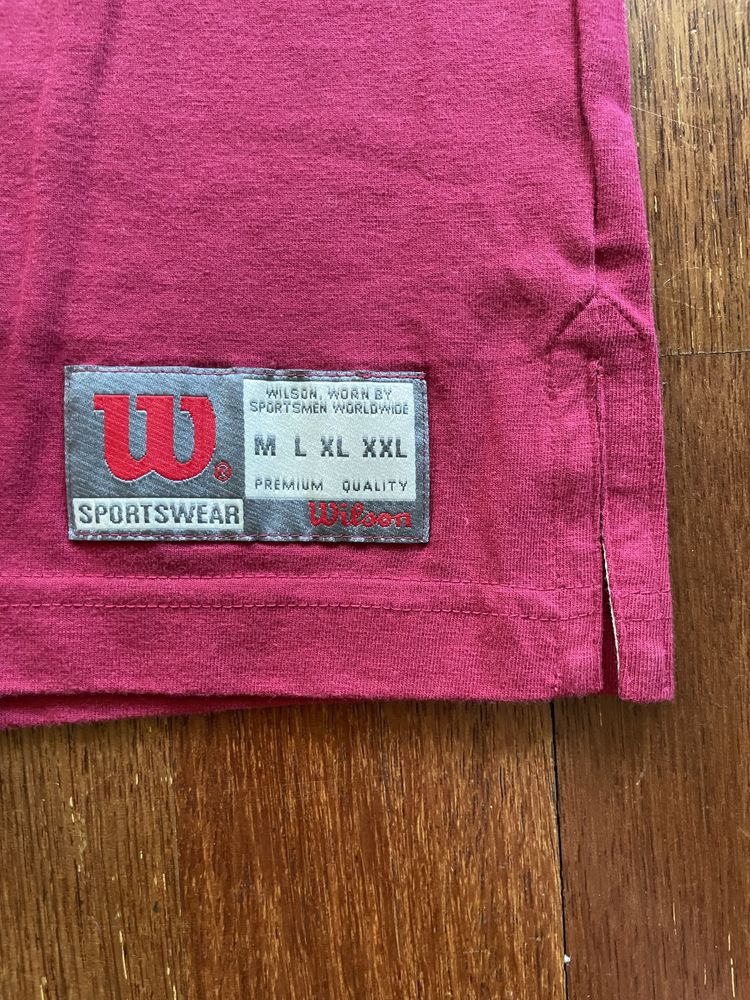 W®
SPORTSWEAR
WILSON, WORN BY
SPORTSMEN WORLDWIDE
M L XL XXL
PREMIUM QUALITY
Wilson